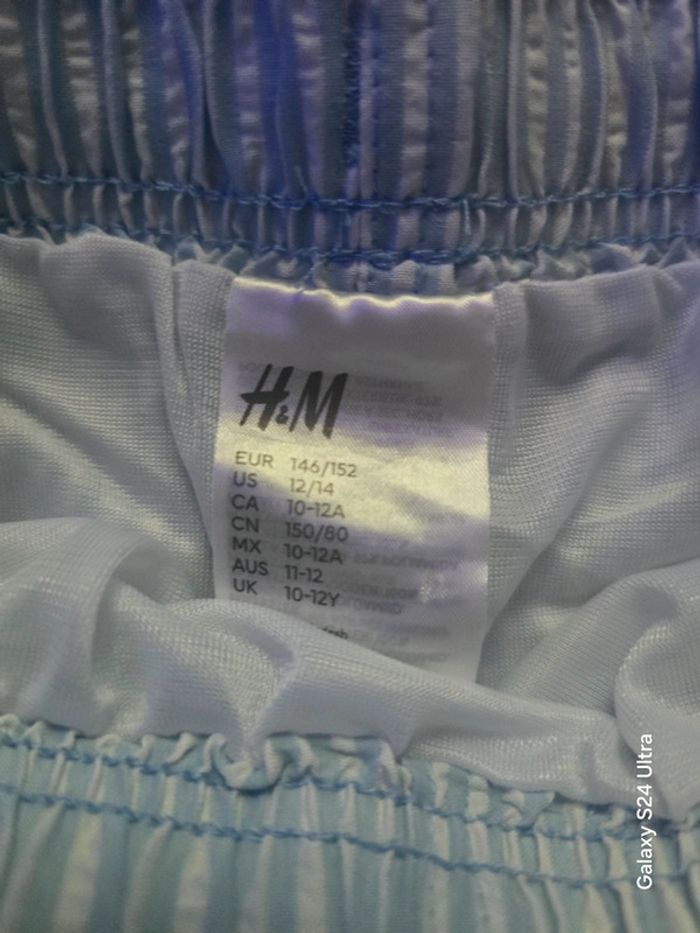 H&M
EUR 146/152
US 12/14
CA 10-12A
CN 150/80
MX 10-12A
AUS 11-12
UK 10-12Y
Galaxy S24 Ultra